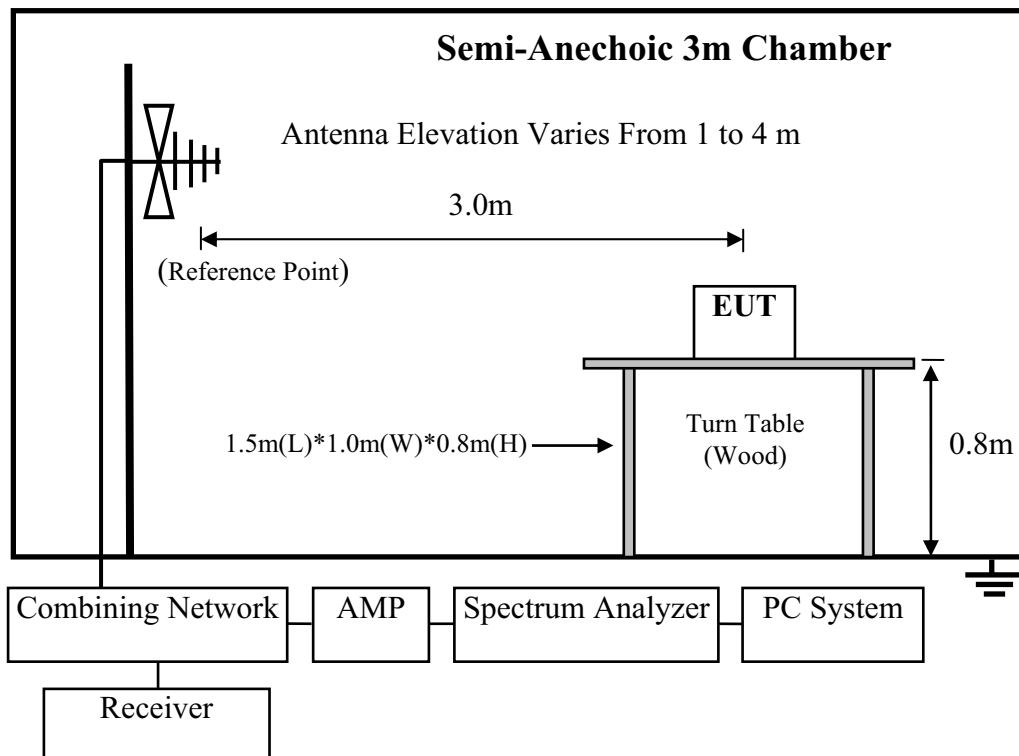 Semi-Anechoic 3m Chamber
Antenna Elevation Varies From 1 to 4 m
3.0m
(Reference Point)
EUT
1.5m(L)*1.0m(W)*0.8m(H)
Turn Table
(Wood)
0.8m
Combining Network
AMP
Spectrum Analyzer
PC System
Receiver